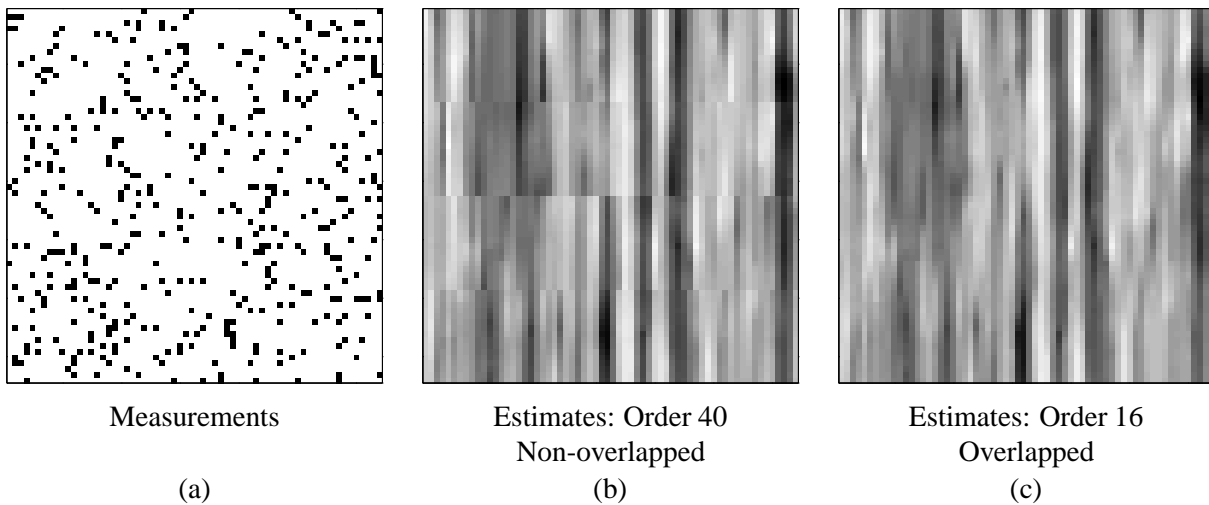 Measurements
(a)
Estimates: Order 40
Non-overlapped
(b)
Estimates: Order 16
Overlapped
(c)